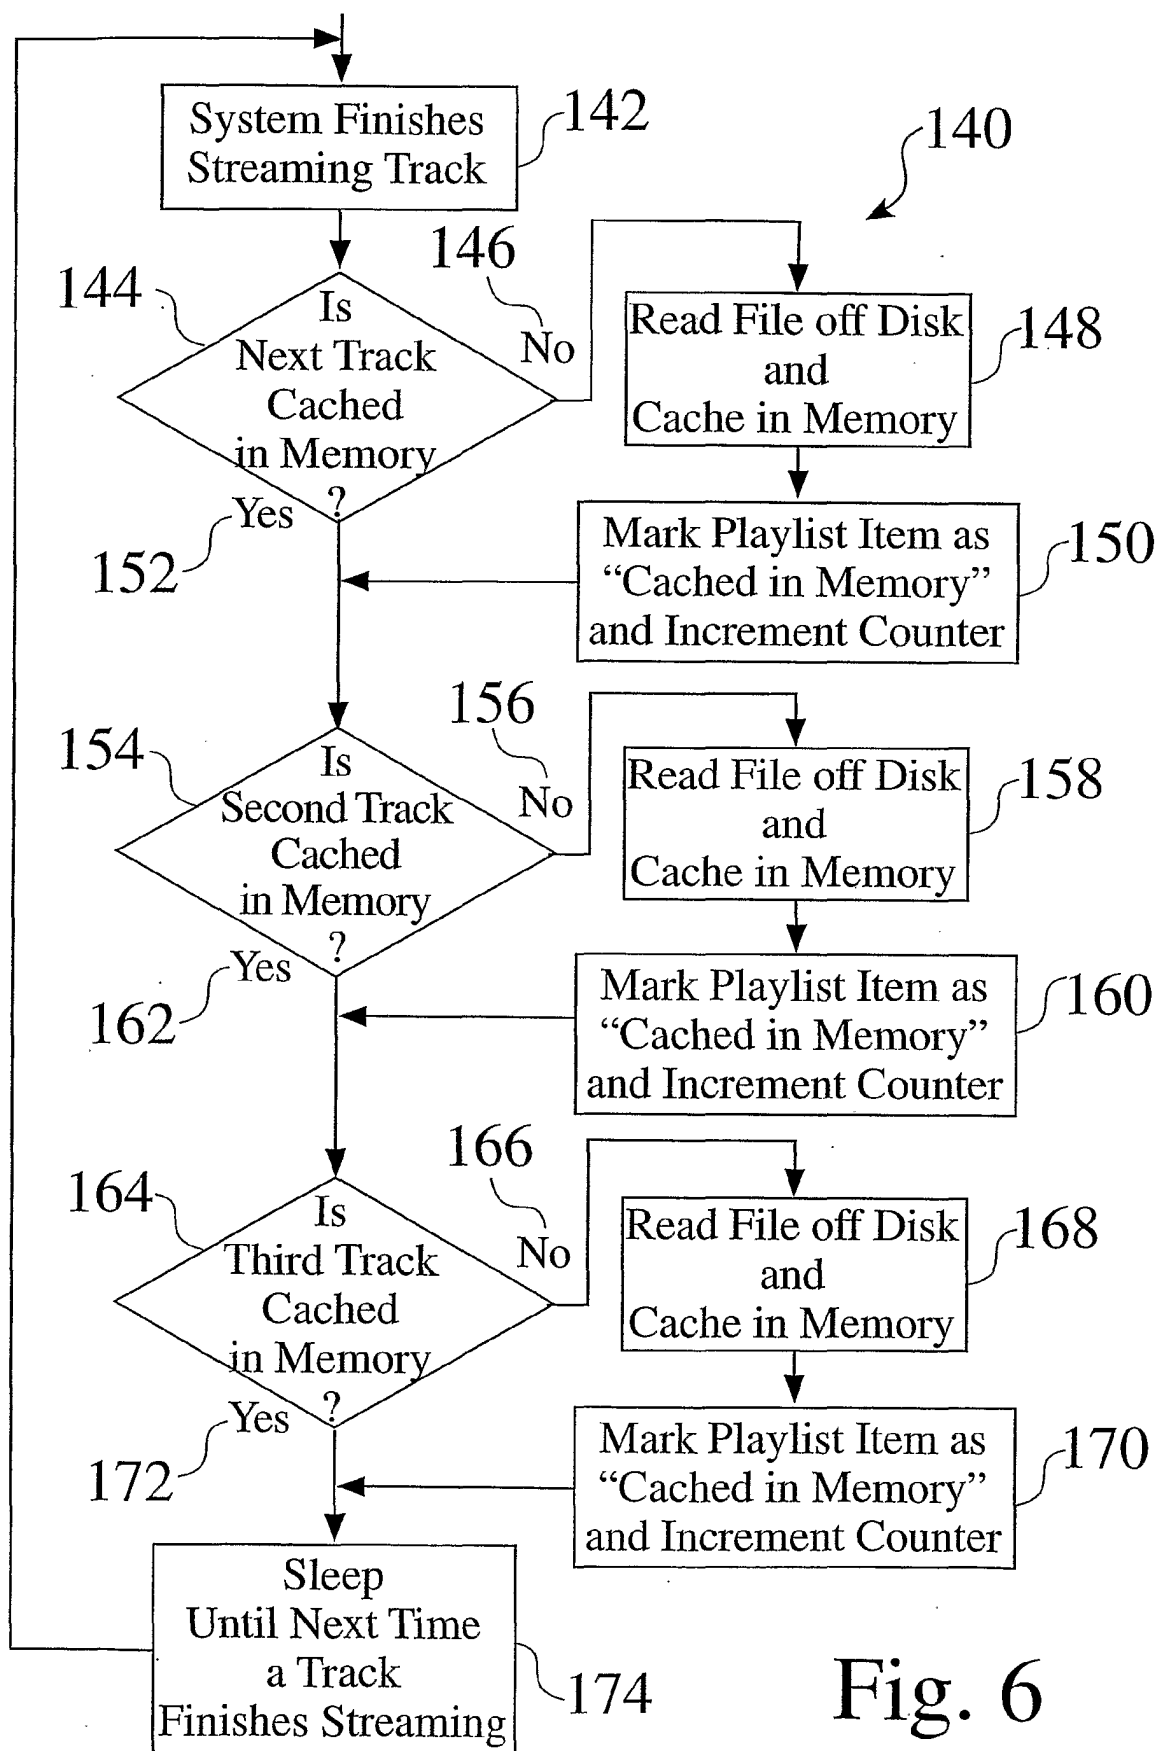 System Finishes
Streaming Track
142
140
144
Is
Next Track
Cached
in Memory
?
146
No
Read File off Disk
and
Cache in Memory
148
Yes
152
Mark Playlist Item as
“Cached in Memory”
and Increment Counter
150
154
Is
Second Track
Cached
in Memory
?
156
No
Read File off Disk
and
Cache in Memory
158
Yes
162
Mark Playlist Item as
“Cached in Memory”
and Increment Counter
160
164
Is
Third Track
Cached
in Memory
?
166
No
Read File off Disk
and
Cache in Memory
168
Yes
172
Mark Playlist Item as
“Cached in Memory”
and Increment Counter
170
Sleep
Until Next Time
a Track
Finishes Streaming
174
Fig. 6